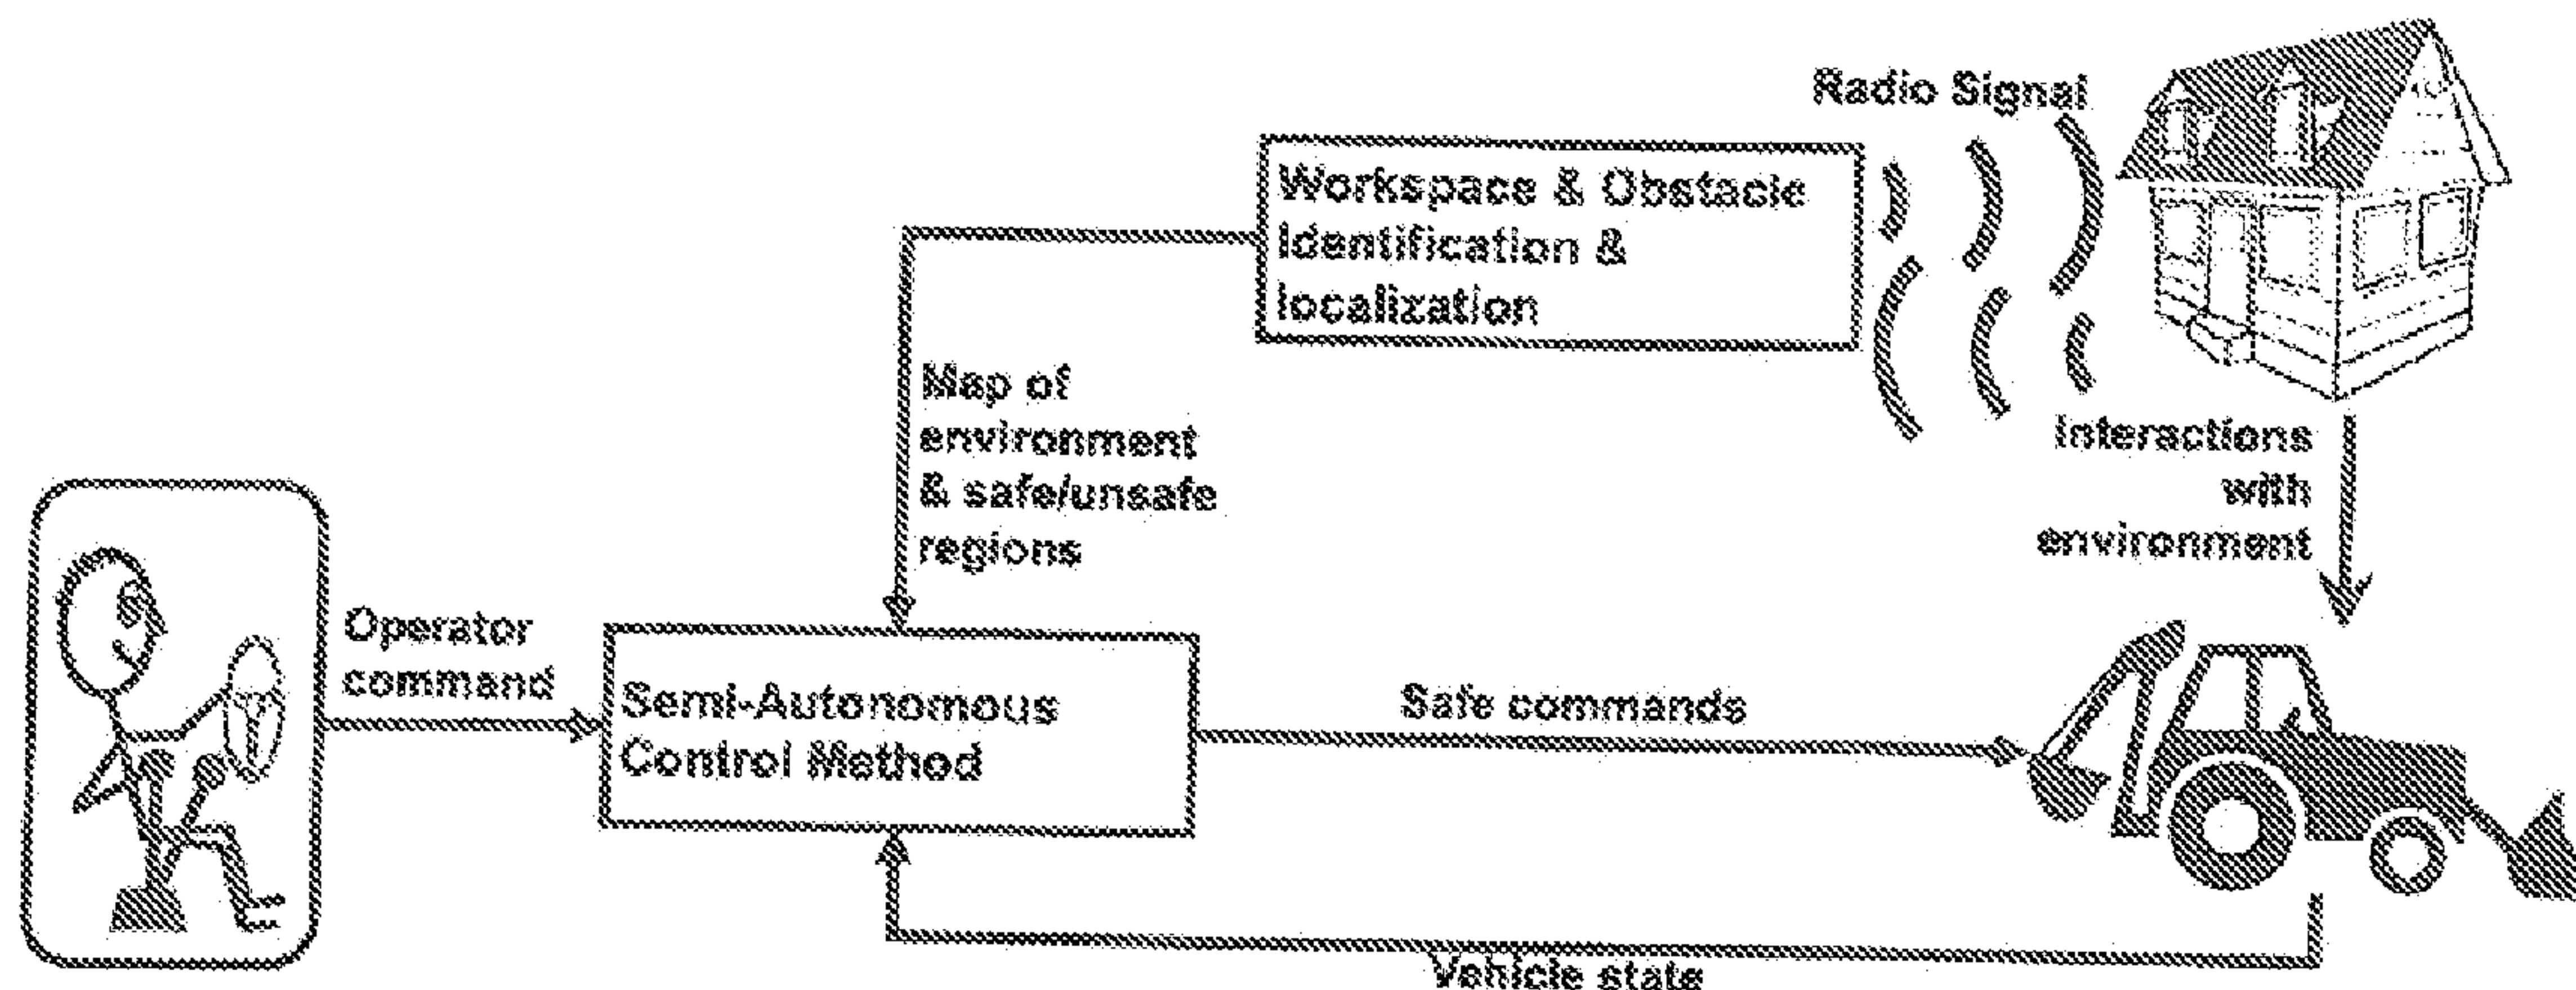 Radio Signal
Workspace & Obstacle
Identification &
localization
Map of
environment
& safe/unsafe
regions
Interactions
with
environment
Operator
command
Semi-Autonomous
Control Method
Safe commands
Vehicle state